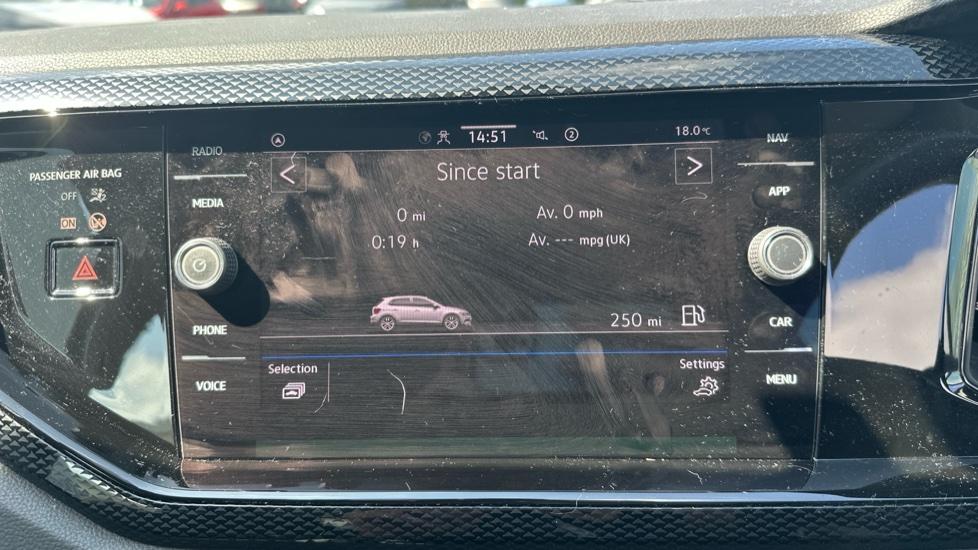 RADIO
14:51
2
18.0°C
NAV
PASSENGER AIR BAG
OFF
ON
MEDIA
<
Since start
>
APP
0 mi
Av. 0 mph
0:19 h
Av. --- mpg (UK)
PHONE
250 mi
CAR
VOICE
Selection
Settings
MENU